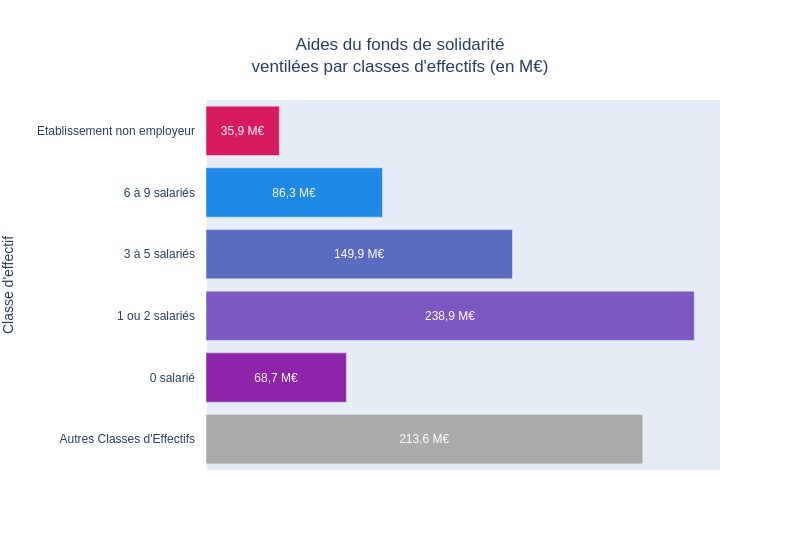 Aides du fonds de solidarité
ventilées par classes d'effectifs (en M€)
Classe d'effectif
Etablissement non employeur
35,9 M€
6 à 9 salariés
86,3 M€
3 à 5 salariés
149,9 M€
1 ou 2 salariés
238,9 M€
0 salarié
68,7 M€
Autres Classes d'Effectifs
213,6 M€